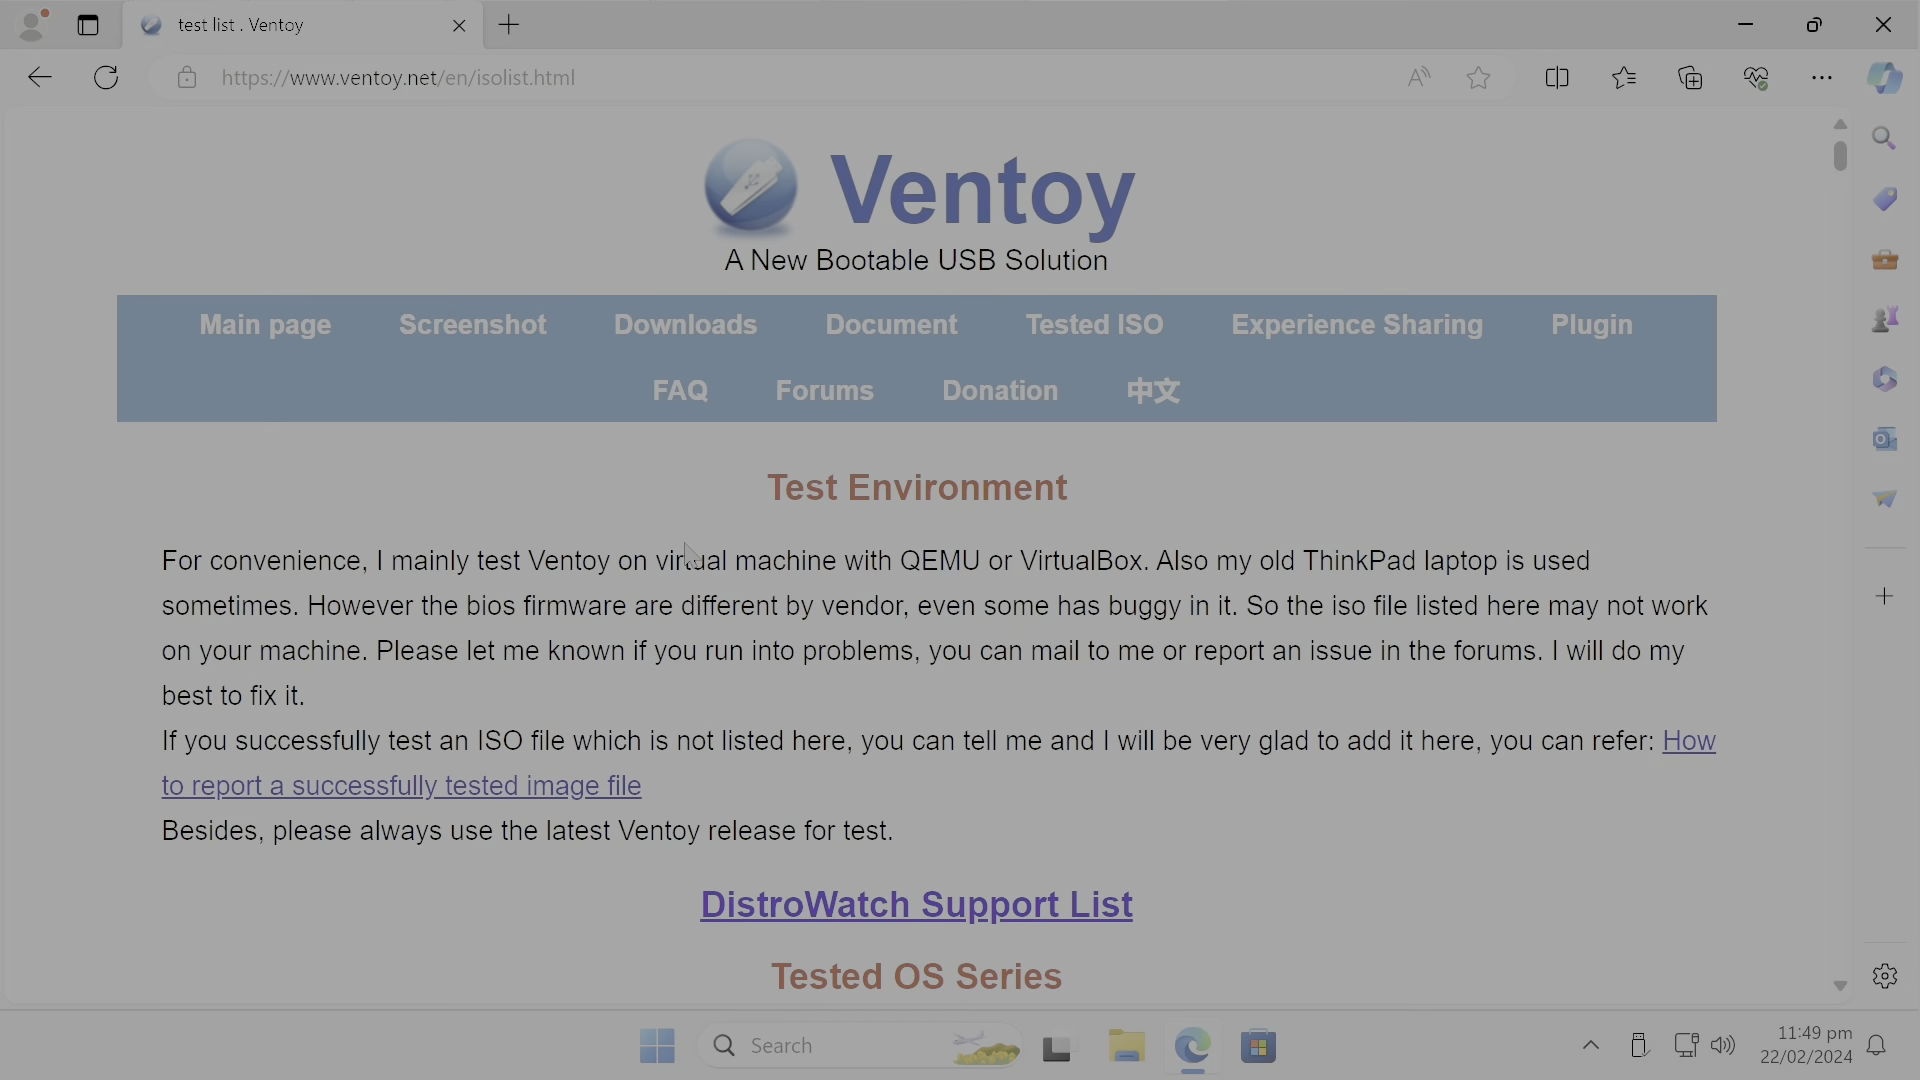 test list . Ventoy
https://www.ventoy.net/en/isolist.html
Ventoy
A New Bootable USB Solution
Main page Screenshot Downloads Document Tested ISO Experience Sharing Plugin
FAQ Forums Donation 中文
Test Environment
For convenience, I mainly test Ventoy on virtual machine with QEMU or VirtualBox. Also my old ThinkPad laptop is used
sometimes. However the bios firmware are different by vendor, even some has buggy in it. So the iso file listed here may not work
on your machine. Please let me known if you run into problems, you can mail to me or report an issue in the forums. I will do my
best to fix it.
If you successfully test an ISO file which is not listed here, you can tell me and I will be very glad to add it here, you can refer: How
to report a successfully tested image file
Besides, please always use the latest Ventoy release for test.
DistroWatch Support List
Tested OS Series
Search
11:49 pm
22/02/2024